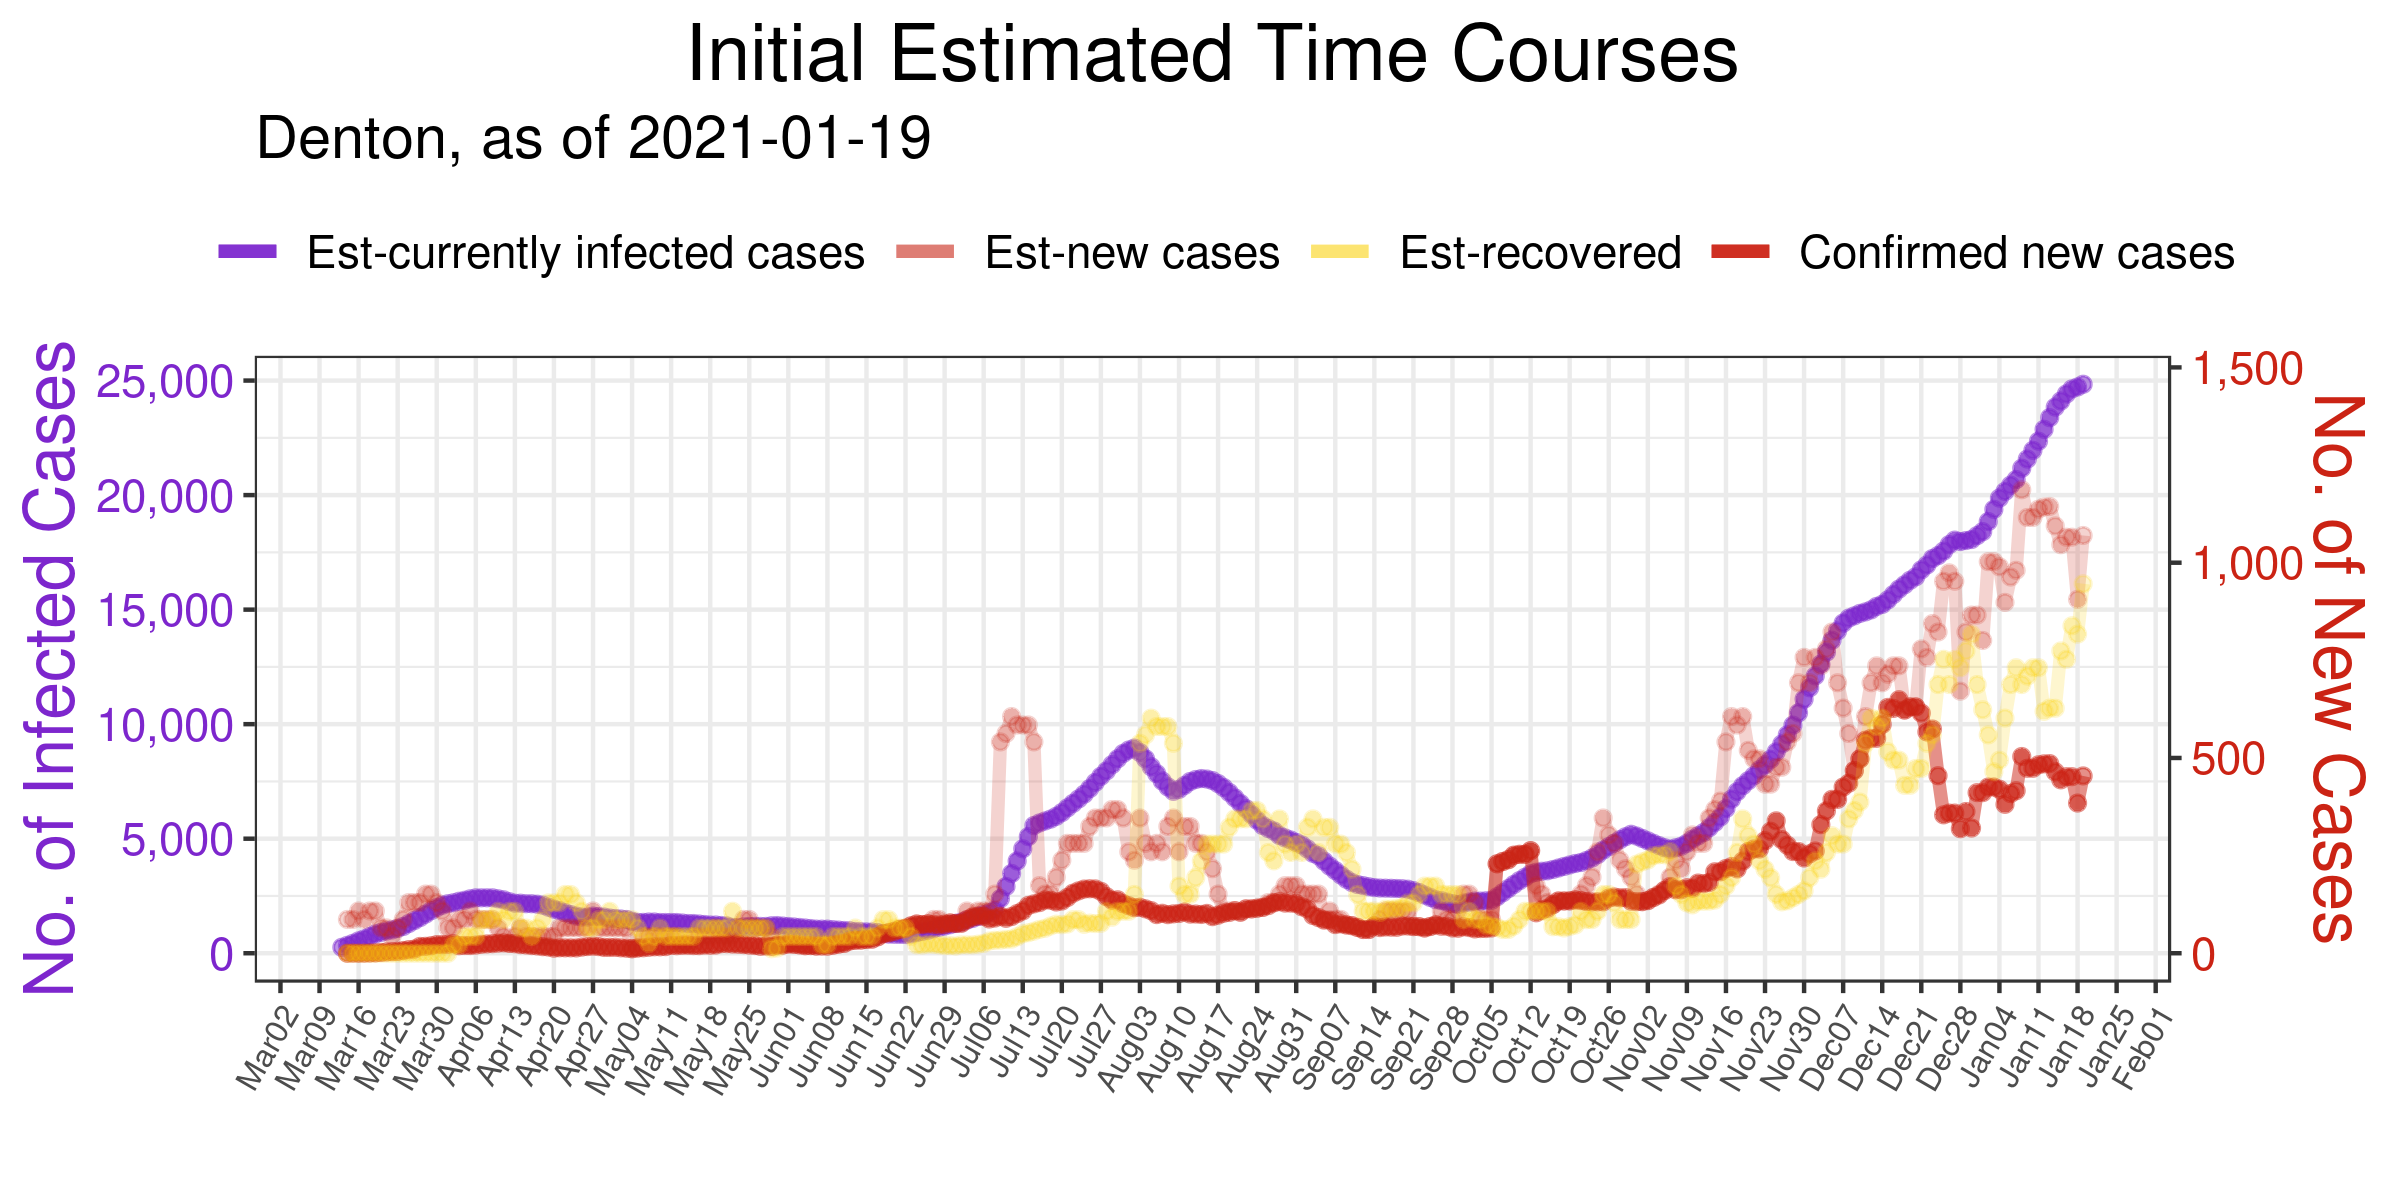 Initial Estimated Time Courses
Denton, as of 2021-01-19
Est-currently infected cases Est-new cases Est-recovered Confirmed new cases
No. of Infected Cases
25,000
20,000
15,000
10,000
5,000
0
1,500
1,000
500
0
No. of New Cases
Mar02 Mar09 Mar16 Mar23 Mar30 Apr06 Apr13 Apr20 Apr27 May04 May11 May18 May25 Jun01 Jun08 Jun15 Jun22 Jun29 Jul06 Jul13 Jul20 Jul27 Aug03 Aug10 Aug17 Aug24 Aug31 Sep07 Sep14 Sep21 Sep28 Oct05 Oct12 Oct19 Oct26 Nov02 Nov09 Nov16 Nov23 Nov30 Dec07 Dec14 Dec21 Dec28 Jan04 Jan11 Jan18 Jan25 Feb01